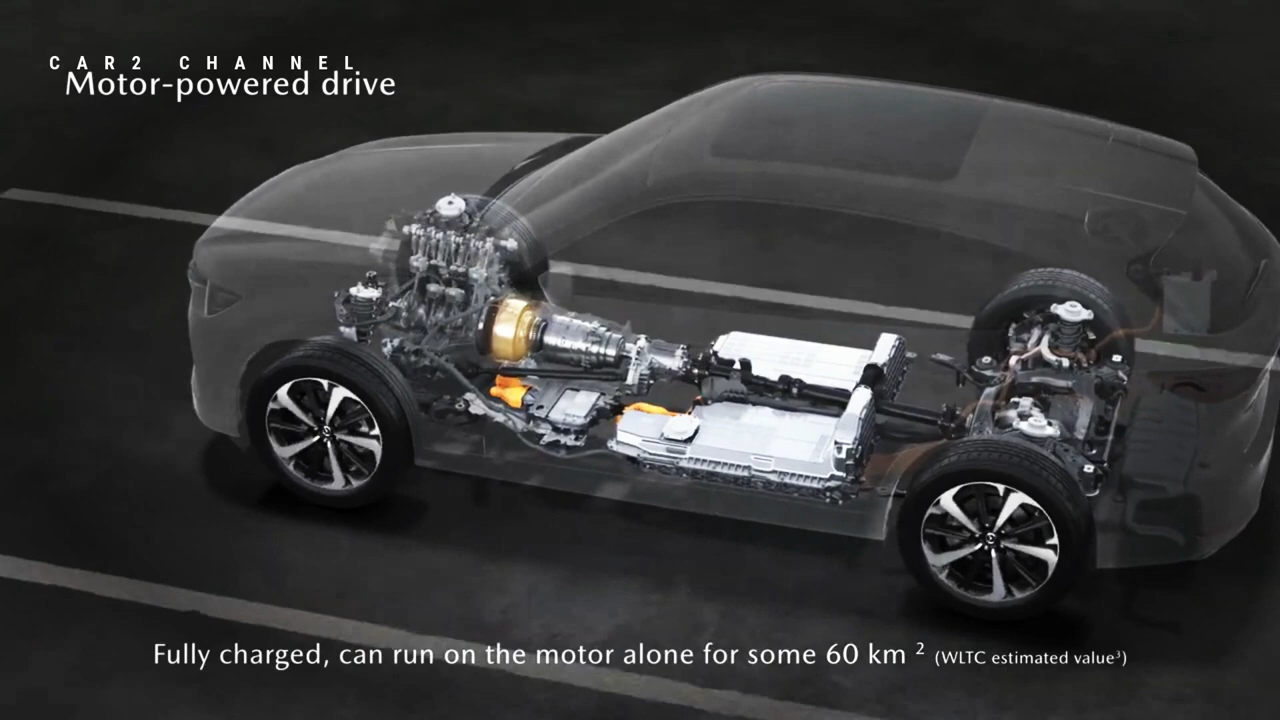 CAR2 CHANNEL
Motor-powered drive
Fully charged, can run on the motor alone for some 60 km ² (WLTC estimated value³)